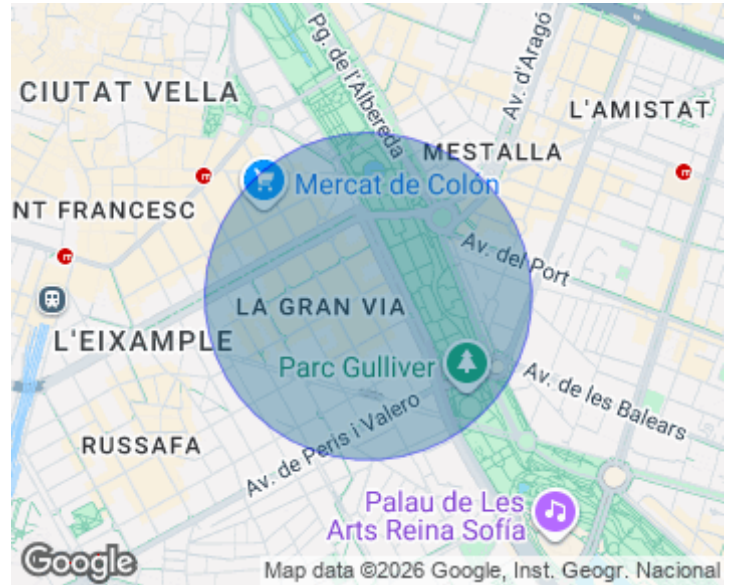 Pg. de l'Albereda
Av. d'Aragó
CIUTAT VELLA
L'AMISTAT
MESTALLA
m
m
Mercat de Colón
NT FRANCESC
m
Av. del Port
LA GRAN VIA
L'EIXAMPLE
Parc Gulliver
Av. de les Balears
RUSSAFA
Av. de Peris i Valero
Palau de Les
Arts Reina Sofía
Google
Map data ©2026 Google, Inst. Geogr. Nacional